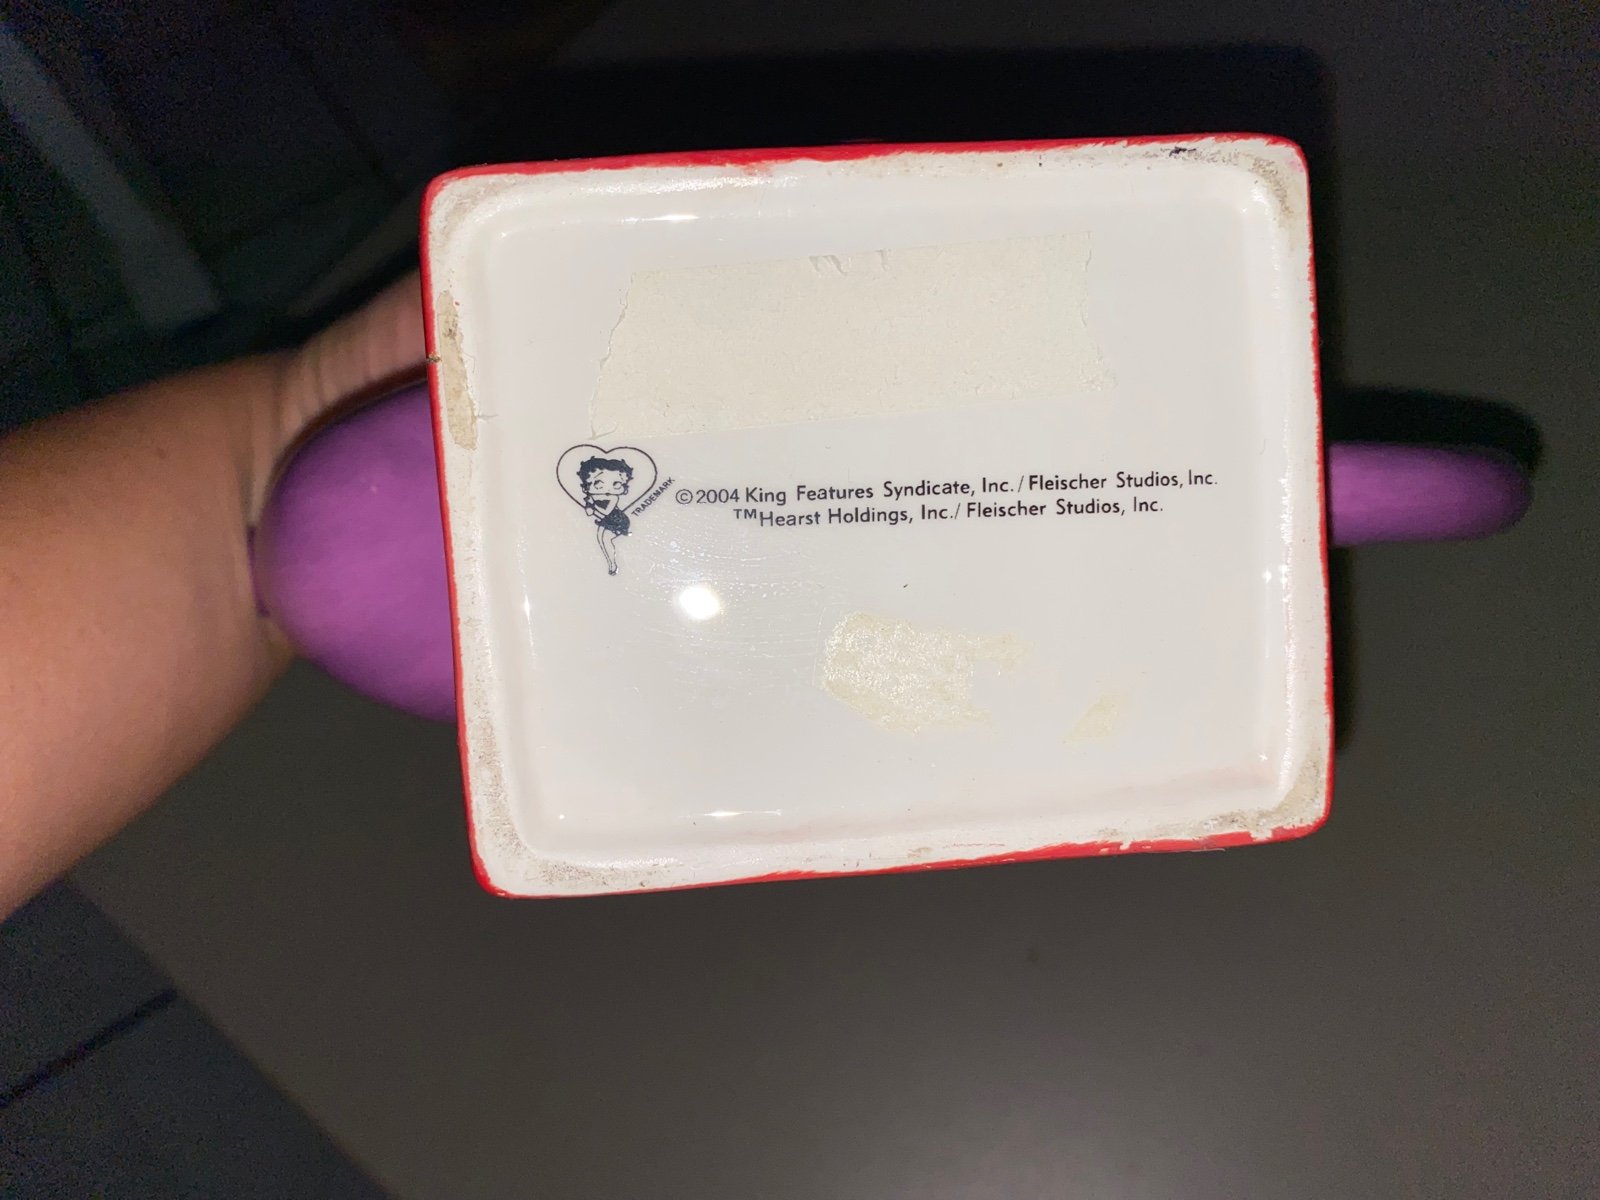 TRADEMARK
©2004 King Features Syndicate, Inc./Fleischer Studios, Inc.
™Hearst Holdings, Inc./Fleischer Studios, Inc.